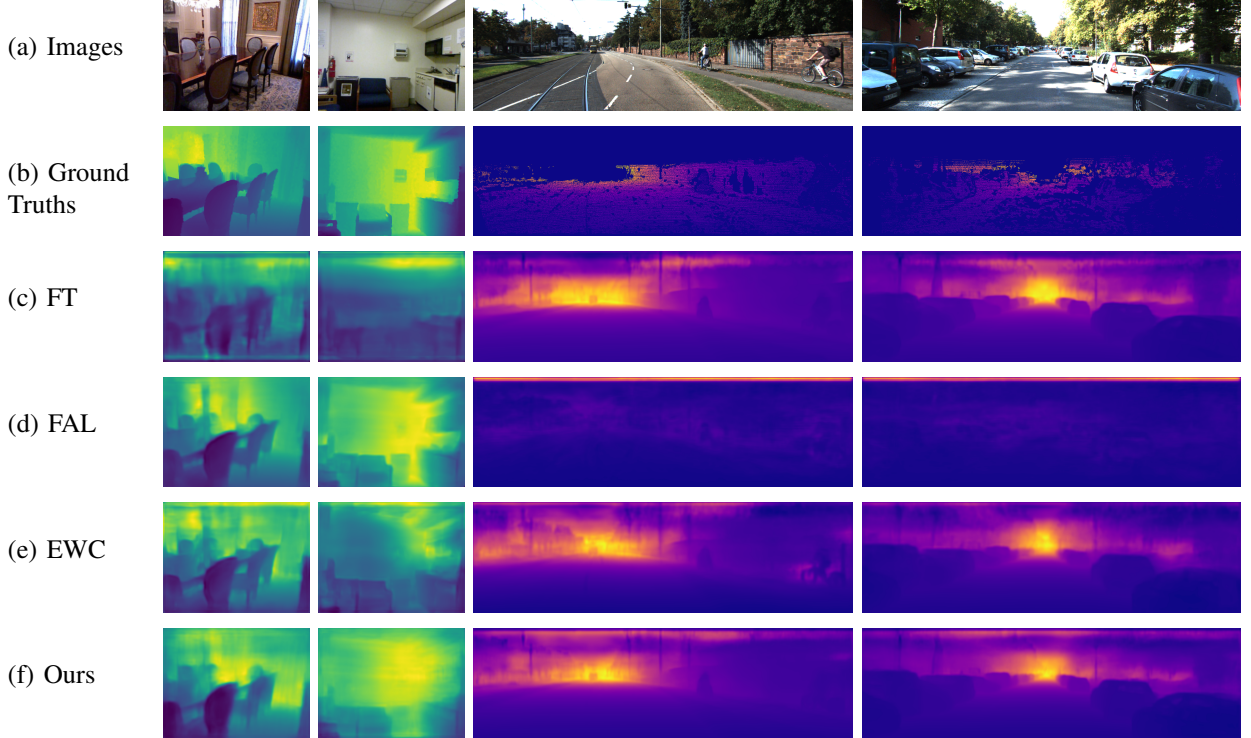 (a) Images
(b) Ground
Truths
(c) FT
(d) FAL
(e) EWC
(f) Ours